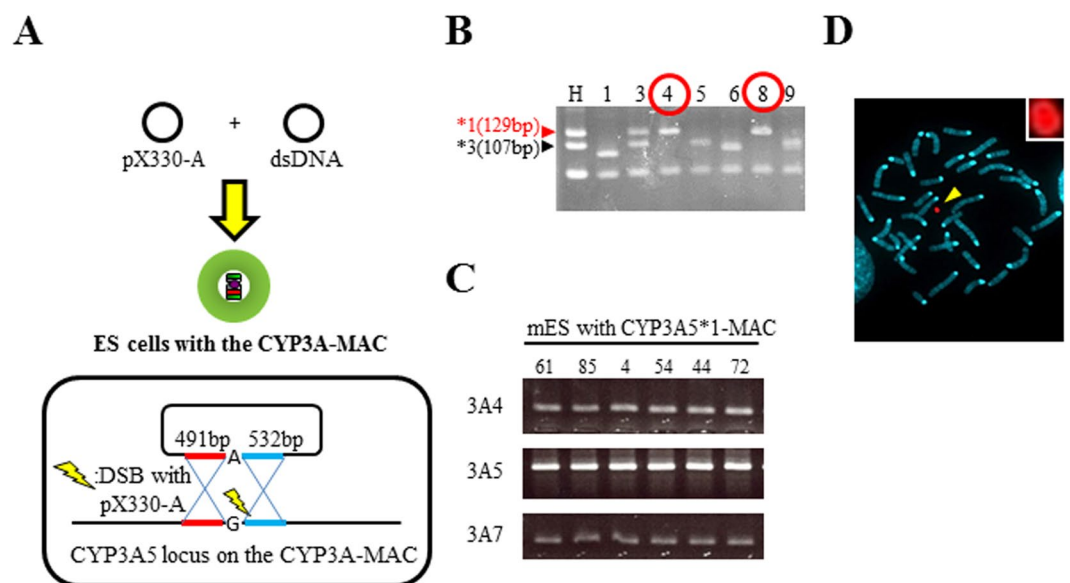 A
pX330-A + dsDNA
ES cells with the CYP3A-MAC
491bp A 532bp
:DSB with
pX330-A
G
CYP3A5 locus on the CYP3A-MAC
B
H 1 3 4 5 6 8 9
*1(129bp)
*3(107bp)
C
mES with CYP3A5*1-MAC
61 85 4 54 44 72
3A4
3A5
3A7
D